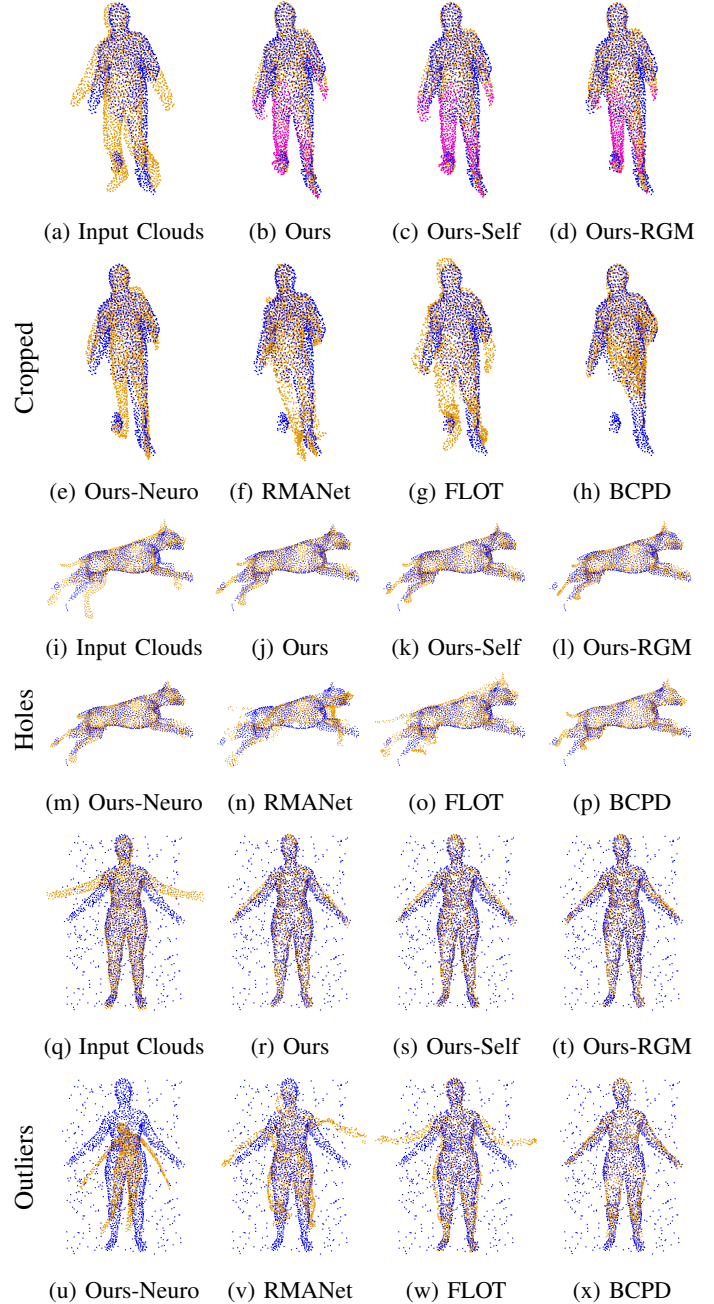 (a) Input Clouds (b) Ours (c) Ours-Self (d) Ours-RGM
Cropped
(e) Ours-Neuro (f) RMANet (g) FLOT (h) BCPD
(i) Input Clouds (j) Ours (k) Ours-Self (l) Ours-RGM
Holes
(m) Ours-Neuro (n) RMANet (o) FLOT (p) BCPD
(q) Input Clouds (r) Ours (s) Ours-Self (t) Ours-RGM
Outliers
(u) Ours-Neuro (v) RMANet (w) FLOT (x) BCPD